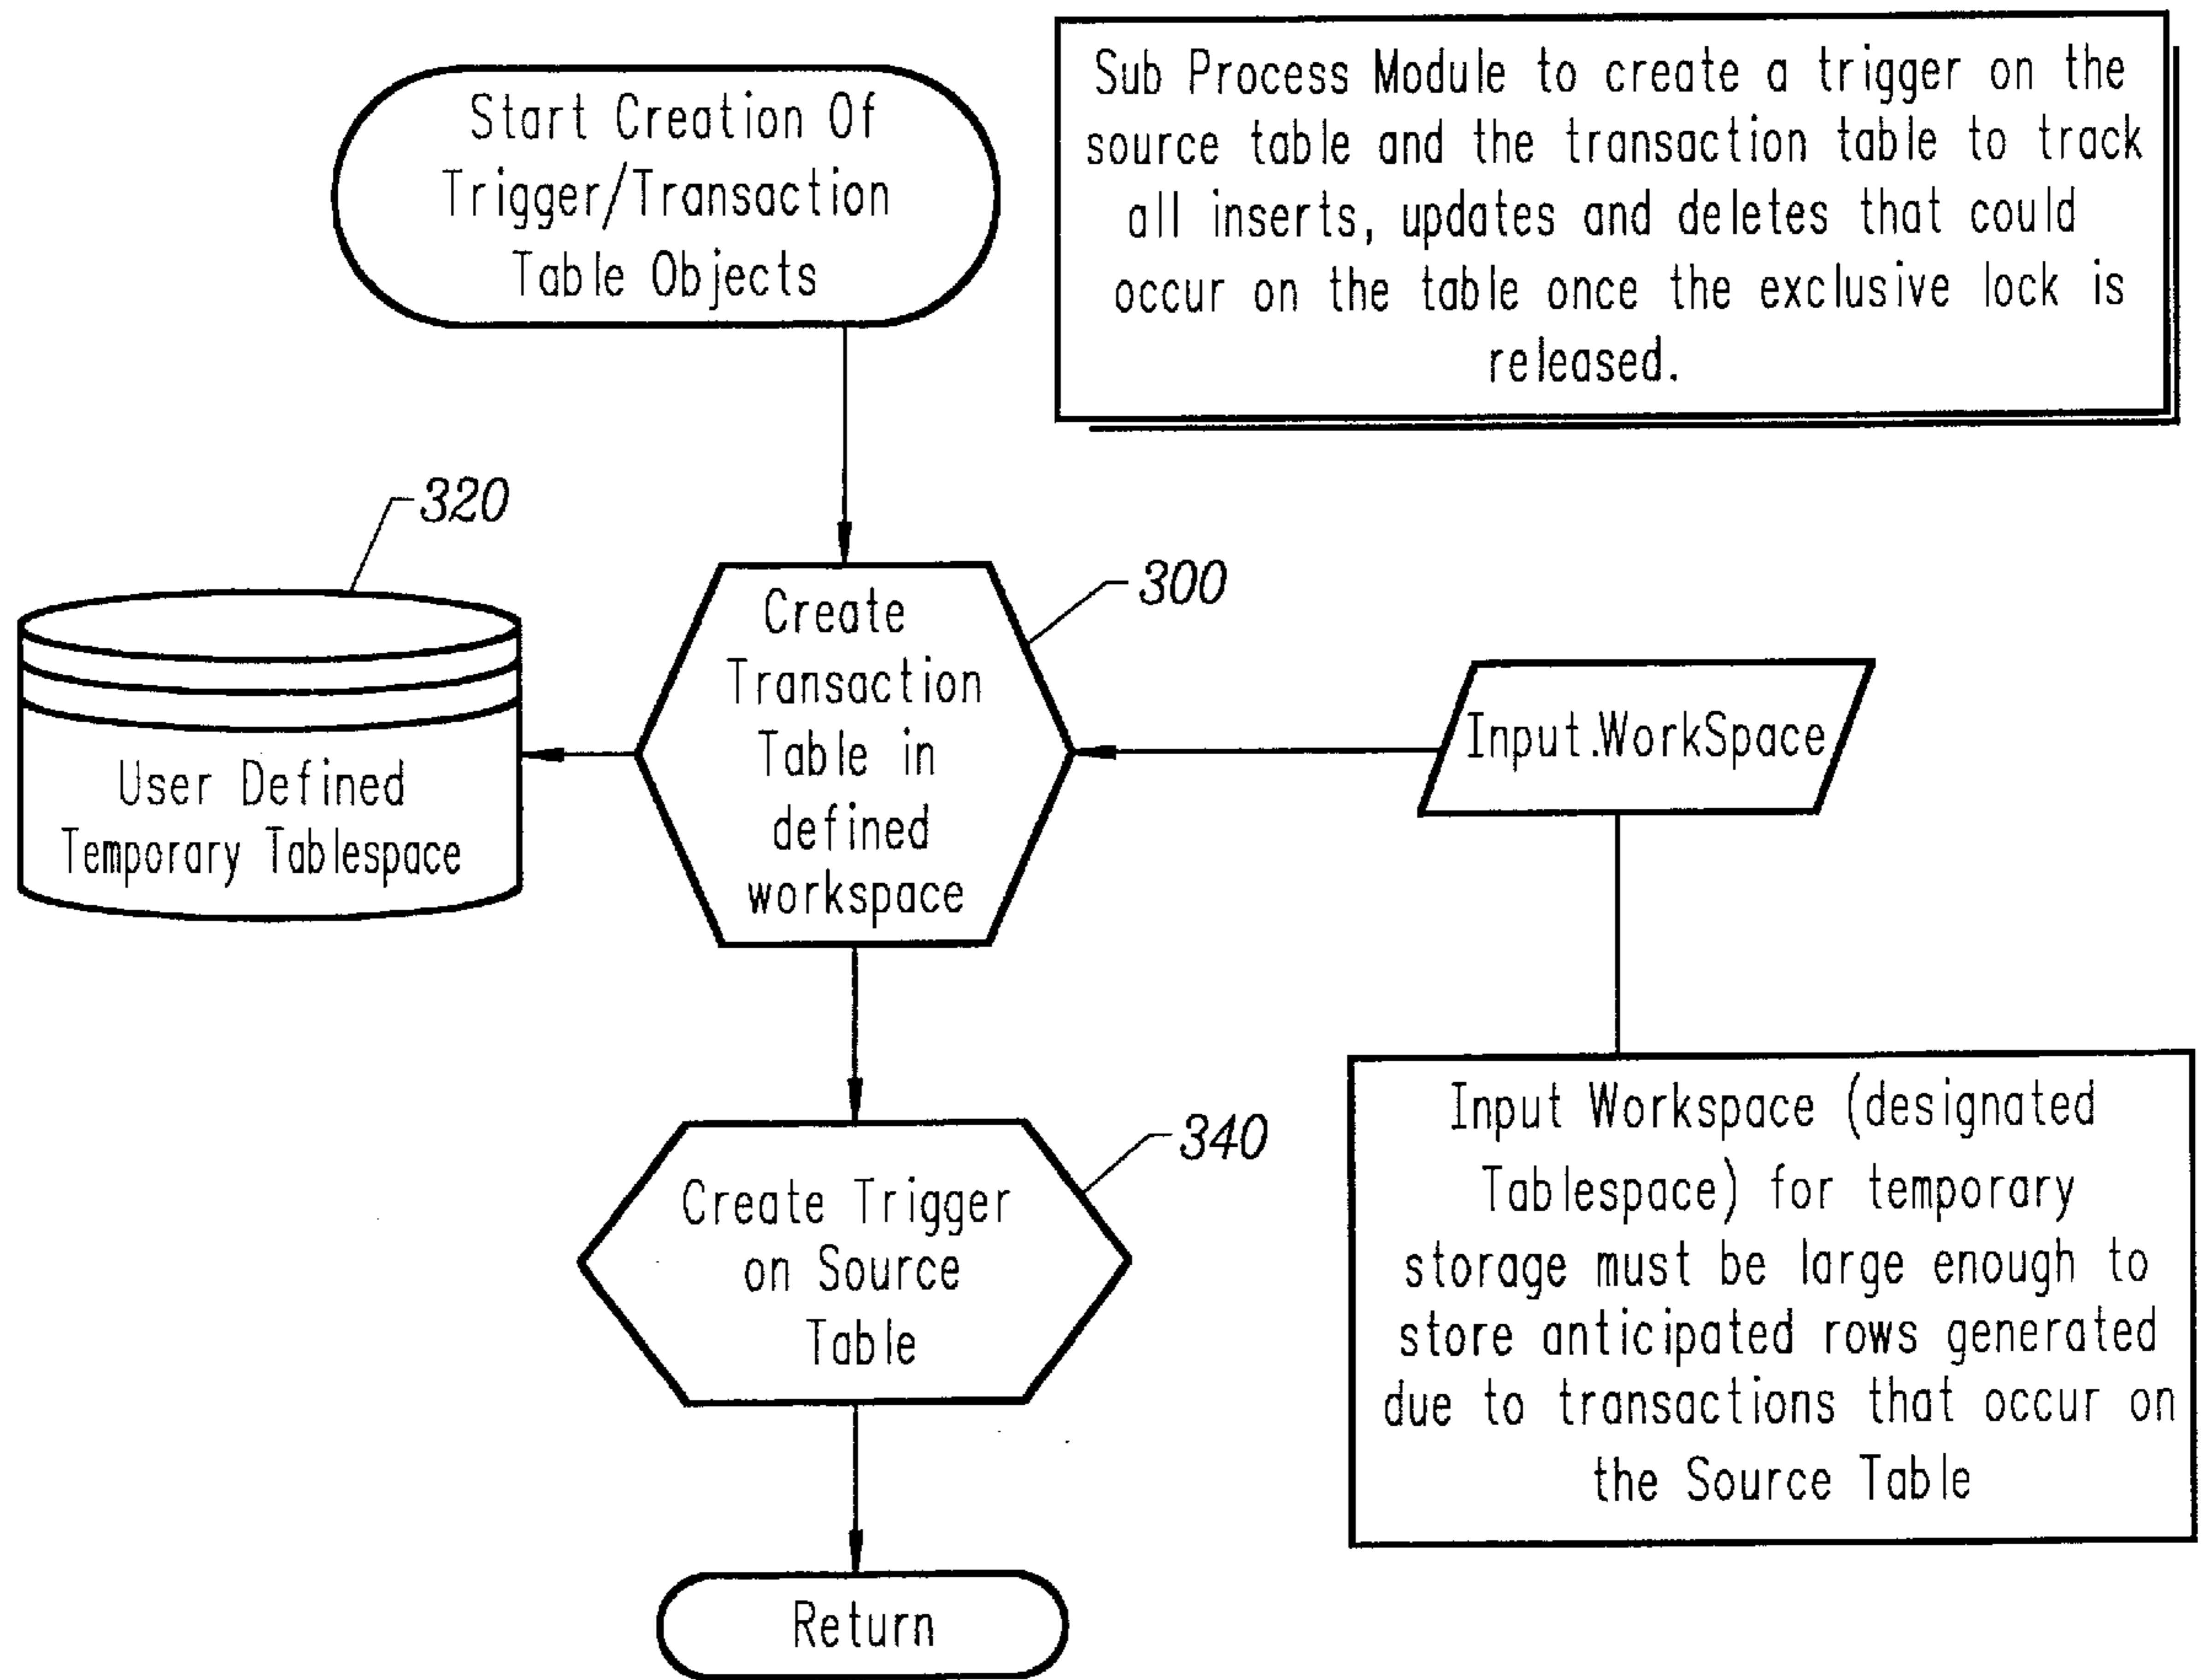 Start Creation Of
Trigger/Transaction
Table Objects
Sub Process Module to create a trigger on the
source table and the transaction table to track
all inserts, updates and deletes that could
occur on the table once the exclusive lock is
released.
320
300
Create
Transaction
Table in
defined
workspace
User Defined
Temporary Tablespace
Input.WorkSpace
340
Create Trigger
on Source
Table
Input Workspace (designated
Tablespace) for temporary
storage must be large enough to
store anticipated rows generated
due to transactions that occur on
the Source Table
Return